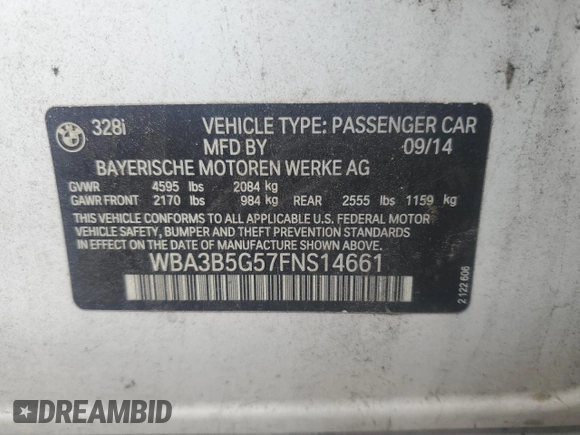 328i VEHICLE TYPE: PASSENGER CAR
MFD BY 09/14
BAYERISCHE MOTOREN WERKE AG
GVWR 4595 lbs 2084 kg
GAWR FRONT 2170 lbs 984 kg REAR 2555 lbs 1159 kg
THIS VEHICLE CONFORMS TO ALL APPLICABLE U.S. FEDERAL MOTOR
VEHICLE SAFETY, BUMPER AND THEFT PREVENTION STANDARDS
IN EFFECT ON THE DATE OF MANUFACTURE SHOWN ABOVE.
WBA3B5G57FNS14661
2 122 606
DREAMBID